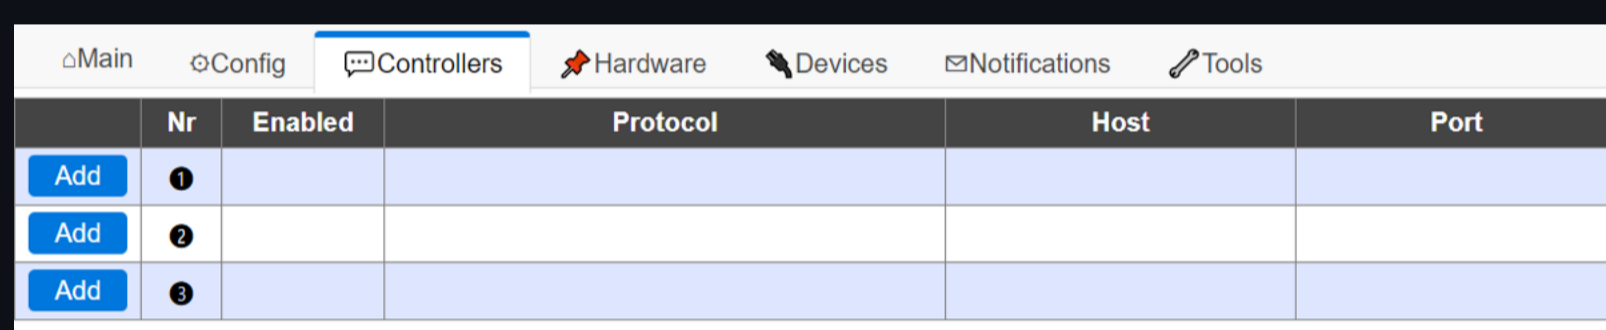 ⌂Main ⚙Config 💬Controllers 📌Hardware 🔌Devices ✉Notifications 🔧Tools
Nr Enabled Protocol Host Port
Add ❶
Add ❷
Add ❸